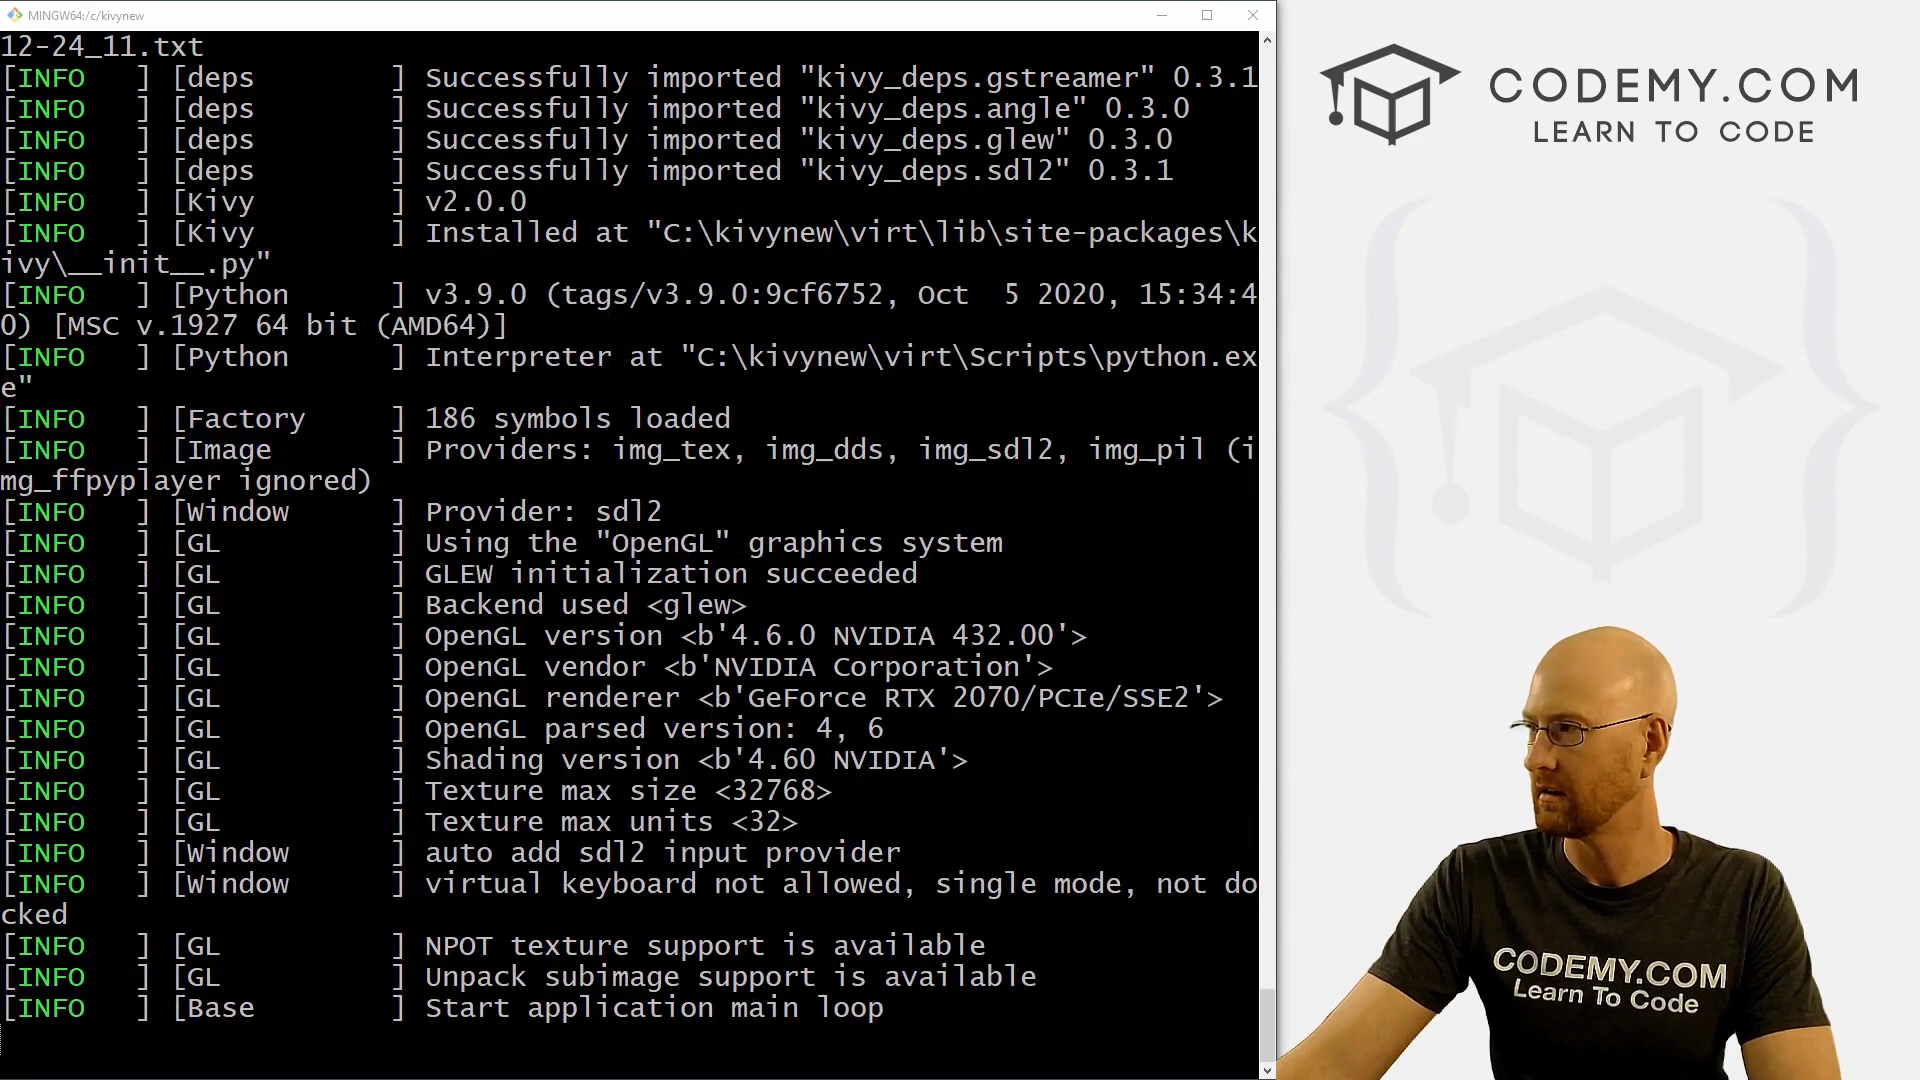 MINGW64:/c/kivynew
12-24_11.txt
[INFO   ] [deps        ] Successfully imported "kivy_deps.gstreamer" 0.3.1
[INFO   ] [deps        ] Successfully imported "kivy_deps.angle" 0.3.0
[INFO   ] [deps        ] Successfully imported "kivy_deps.glew" 0.3.0
[INFO   ] [deps        ] Successfully imported "kivy_deps.sdl2" 0.3.1
[INFO   ] [Kivy        ] v2.0.0
[INFO   ] [Kivy        ] Installed at "C:\kivynew\virt\lib\site-packages\k
ivy\__init__.py"
[INFO   ] [Python      ] v3.9.0 (tags/v3.9.0:9cf6752, Oct  5 2020, 15:34:4
0) [MSC v.1927 64 bit (AMD64)]
[INFO   ] [Python      ] Interpreter at "C:\kivynew\virt\Scripts\python.ex
e"
[INFO   ] [Factory     ] 186 symbols loaded
[INFO   ] [Image       ] Providers: img_tex, img_dds, img_sdl2, img_pil (i
mg_ffpyplayer ignored)
[INFO   ] [Window      ] Provider: sdl2
[INFO   ] [GL          ] Using the "OpenGL" graphics system
[INFO   ] [GL          ] GLEW initialization succeeded
[INFO   ] [GL          ] Backend used <glew>
[INFO   ] [GL          ] OpenGL version <b'4.6.0 NVIDIA 432.00'>
[INFO   ] [GL          ] OpenGL vendor <b'NVIDIA Corporation'>
[INFO   ] [GL          ] OpenGL renderer <b'GeForce RTX 2070/PCIe/SSE2'>
[INFO   ] [GL          ] OpenGL parsed version: 4, 6
[INFO   ] [GL          ] Shading version <b'4.60 NVIDIA'>
[INFO   ] [GL          ] Texture max size <32768>
[INFO   ] [GL          ] Texture max units <32>
[INFO   ] [Window      ] auto add sdl2 input provider
[INFO   ] [Window      ] virtual keyboard not allowed, single mode, not do
cked
[INFO   ] [GL          ] NPOT texture support is available
[INFO   ] [GL          ] Unpack subimage support is available
[INFO   ] [Base        ] Start application main loop
CODEMY.COM
LEARN TO CODE
CODEMY.COM
Learn To Code